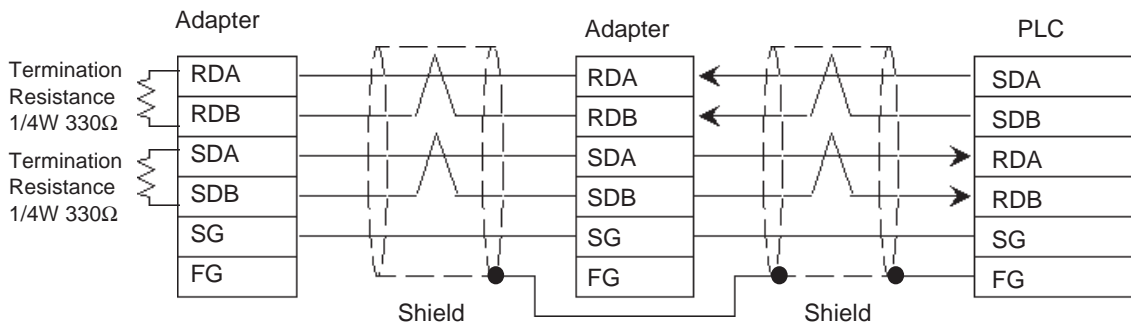 Adapter
Adapter
PLC
Termination
Resistance
1/4W 330Ω
Termination
Resistance
1/4W 330Ω
RDA
RDB
SDA
SDB
SG
FG
RDA
RDB
SDA
SDB
SG
FG
SDA
SDB
RDA
RDB
SG
FG
Shield
Shield